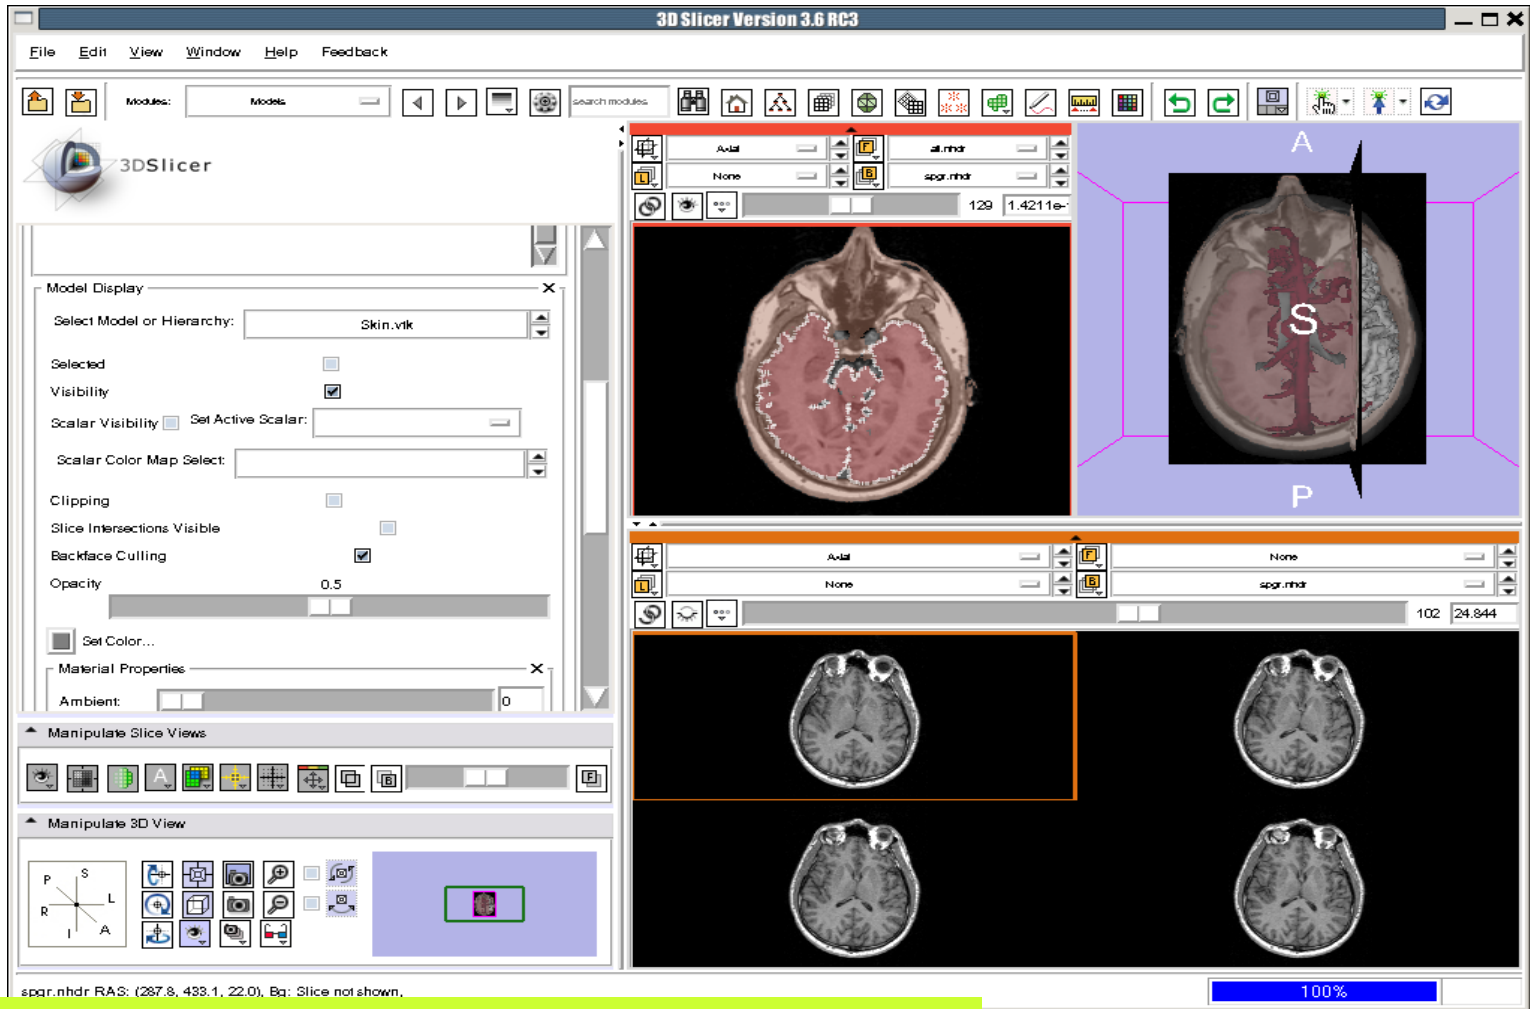 3D Slicer Version 3.6 RC3
File Edit View Window Help Feedback
Modules: Models search modules
3DSlicer
Axial all.nhdr
None spgr.nhdr
129 1.4211e-
A
S
P
Model Display
Select Model or Hierarchy: Skin.vtk
Selected
Visibility
Scalar Visibility Set Active Scalar:
Scalar Color Map Select:
Clipping
Slice Intersections Visible
Backface Culling
Opacity 0.5
Set Color...
Material Properties
Ambient: 0
Axial None
None spgr.nhdr
102 24.844
Manipulate Slice Views
Manipulate 3D View
P S
R L
I A
spgr.nhdr RAS: (287.8, 433.1, 22.0), Bg: Slice not shown,
100%